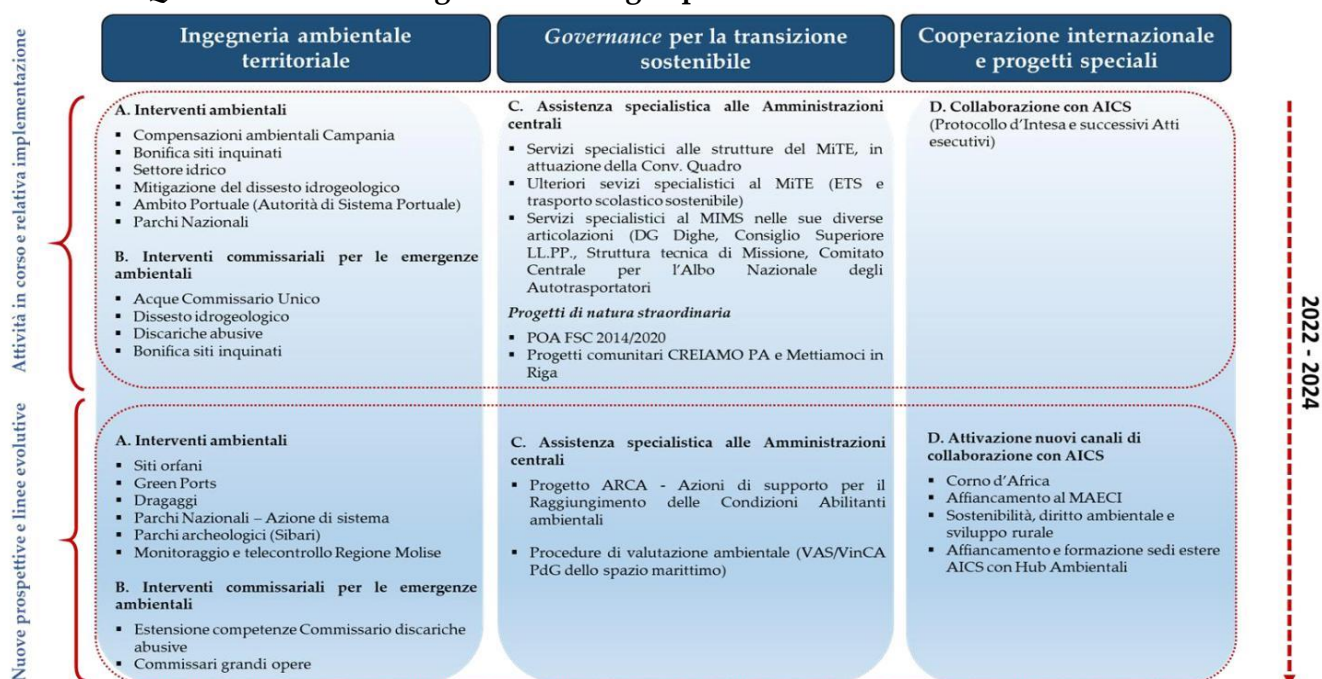 Ingegneria ambientale
territoriale
Governance per la transizione
sostenibile
Cooperazione internazionale
e progetti speciali
Attività in corso e relativa implementazione
A. Interventi ambientali
▪ Compensazioni ambientali Campania
▪ Bonifica siti inquinati
▪ Settore idrico
▪ Mitigazione del dissesto idrogeologico
▪ Ambito Portuale (Autorità di Sistema Portuale)
▪ Parchi Nazionali
B. Interventi commissariali per le emergenze
ambientali
▪ Acque Commissario Unico
▪ Dissesto idrogeologico
▪ Discariche abusive
▪ Bonifica siti inquinati
C. Assistenza specialistica alle Amministrazioni
centrali
▪ Servizi specialistici alle strutture del MiTE, in
attuazione della Conv. Quadro
▪ Ulteriori sevizi specialistici al MiTE (ETS e
trasporto scolastico sostenibile)
▪ Servizi specialistici al MIMS nelle sue diverse
articolazioni (DG Dighe, Consiglio Superiore
LL.PP., Struttura tecnica di Missione, Comitato
Centrale per l'Albo Nazionale degli
Autotrasportatori
Progetti di natura straordinaria
▪ POA FSC 2014/2020
▪ Progetti comunitari CREIAMO PA e Mettiamoci in
Riga
D. Collaborazione con AICS
(Protocollo d'Intesa e successivi Atti
esecutivi)
Nuove prospettive e linee evolutive
A. Interventi ambientali
▪ Siti orfani
▪ Green Ports
▪ Dragaggi
▪ Parchi Nazionali – Azione di sistema
▪ Parchi archeologici (Sibari)
▪ Monitoraggio e telecontrollo Regione Molise
B. Interventi commissariali per le emergenze
ambientali
▪ Estensione competenze Commissario discariche
abusive
▪ Commissari grandi opere
C. Assistenza specialistica alle Amministrazioni
centrali
▪ Progetto ARCA - Azioni di supporto per il
Raggiungimento delle Condizioni Abilitanti
ambientali
▪ Procedure di valutazione ambientale (VAS/VinCA
PdG dello spazio marittimo)
D. Attivazione nuovi canali di
collaborazione con AICS
▪ Corno d'Africa
▪ Affiancamento al MAECI
▪ Sostenibilità, diritto ambientale e
sviluppo rurale
▪ Affiancamento e formazione sedi estere
AICS con Hub Ambientali
2022 - 2024